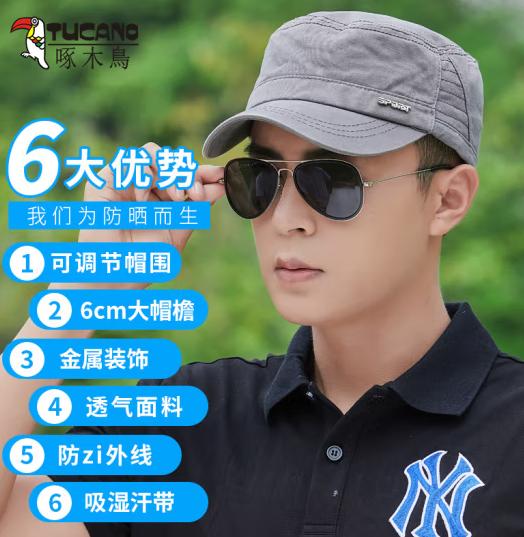 TUCANO
啄木鳥
SPORT
6大优势
我们为防晒而生
1 可调节帽围
2 6cm大帽檐
3 金属装饰
4 透气面料
5 防zi外线
6 吸湿汗带
NY